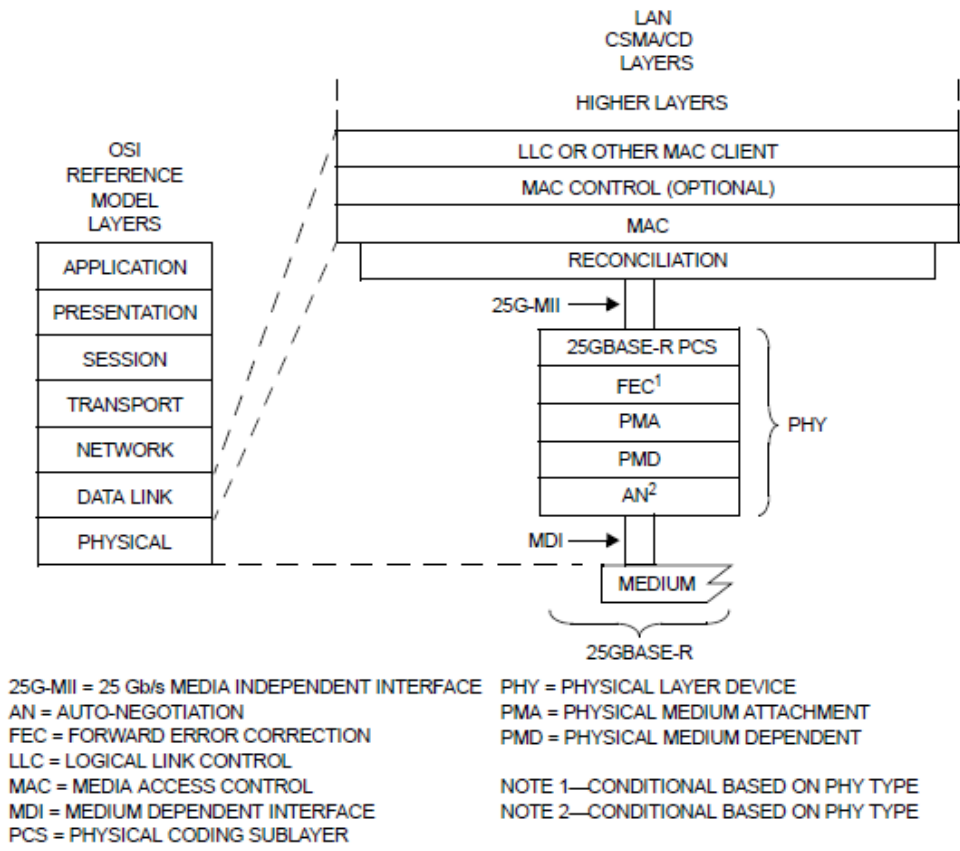 LAN
CSMA/CD
LAYERS
HIGHER LAYERS
OSI
REFERENCE
MODEL
LAYERS
LLC OR OTHER MAC CLIENT
MAC CONTROL (OPTIONAL)
MAC
RECONCILIATION
APPLICATION
PRESENTATION
SESSION
TRANSPORT
NETWORK
DATA LINK
PHYSICAL
25G-MII
25GBASE-R PCS
FEC1
PMA
PMD
AN2
PHY
MDI
MEDIUM
25GBASE-R
25G-MII = 25 Gb/s MEDIA INDEPENDENT INTERFACE
AN = AUTO-NEGOTIATION
FEC = FORWARD ERROR CORRECTION
LLC = LOGICAL LINK CONTROL
MAC = MEDIA ACCESS CONTROL
MDI = MEDIUM DEPENDENT INTERFACE
PCS = PHYSICAL CODING SUBLAYER
PHY = PHYSICAL LAYER DEVICE
PMA = PHYSICAL MEDIUM ATTACHMENT
PMD = PHYSICAL MEDIUM DEPENDENT
NOTE 1—CONDITIONAL BASED ON PHY TYPE
NOTE 2—CONDITIONAL BASED ON PHY TYPE